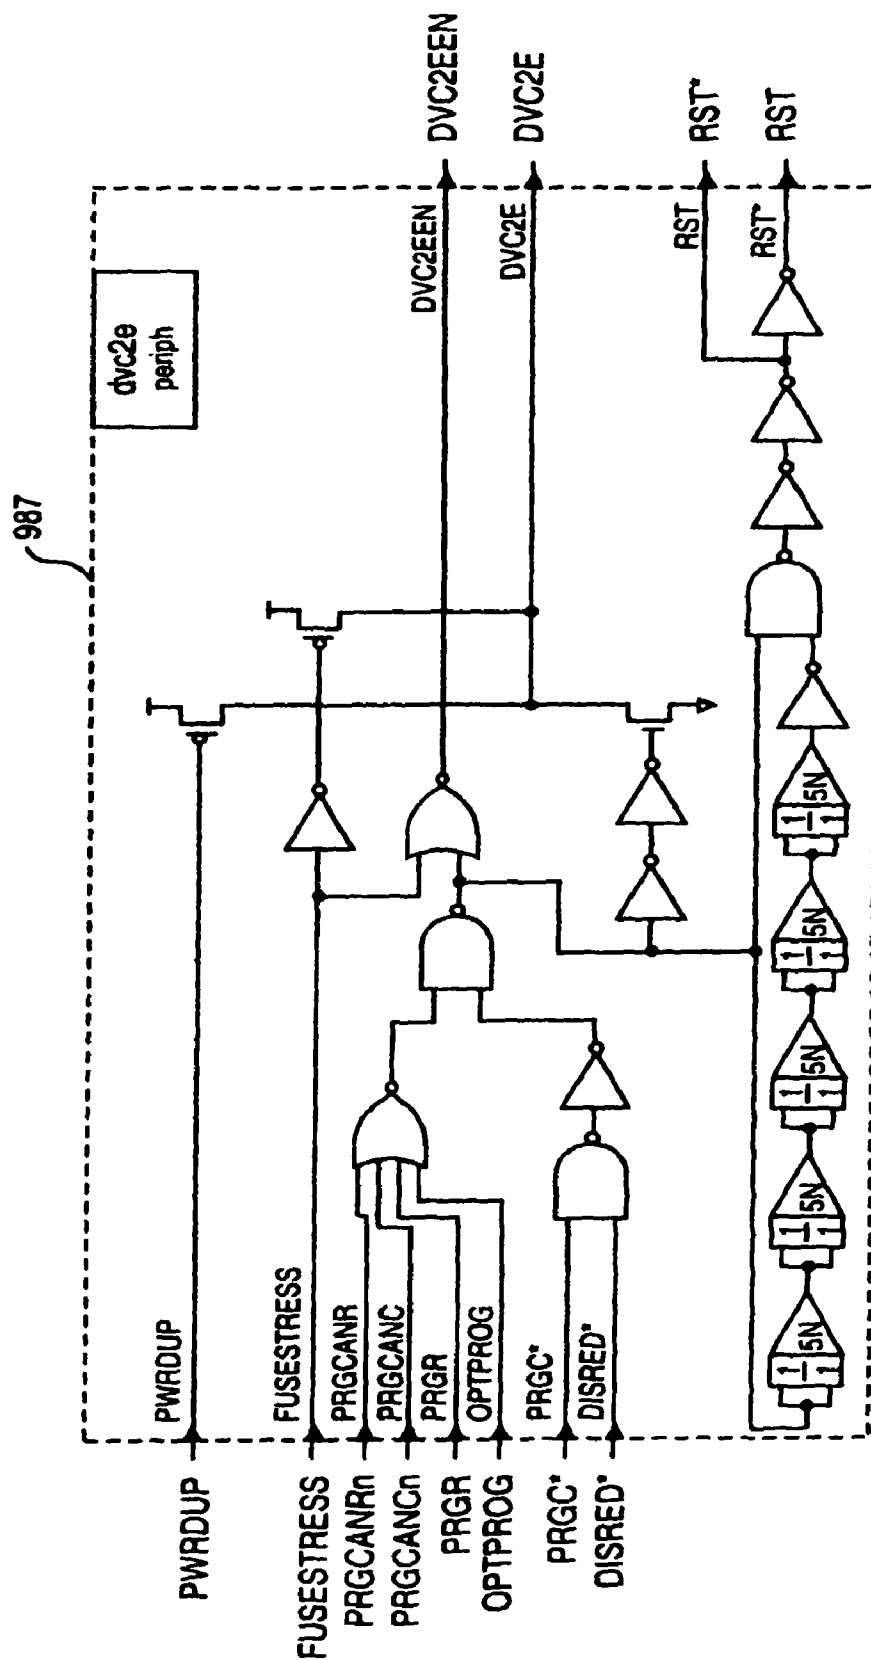 987
dvc2e
periph
PWRDUP
PWRDUP
FUSESTRESS
FUSESTRESS
PRGCANRn
PRGCANR
PRGCANCn
PRGCANC
PRGR
PRGR
OPTPROG
OPTPROG
PRGC*
PRGC*
DISRED*
DISRED*
DVC2EEN
DVC2EEN
DVC2E
DVC2E
RST
RST*
RST*
RST
5N
5N
5N
5N
5N